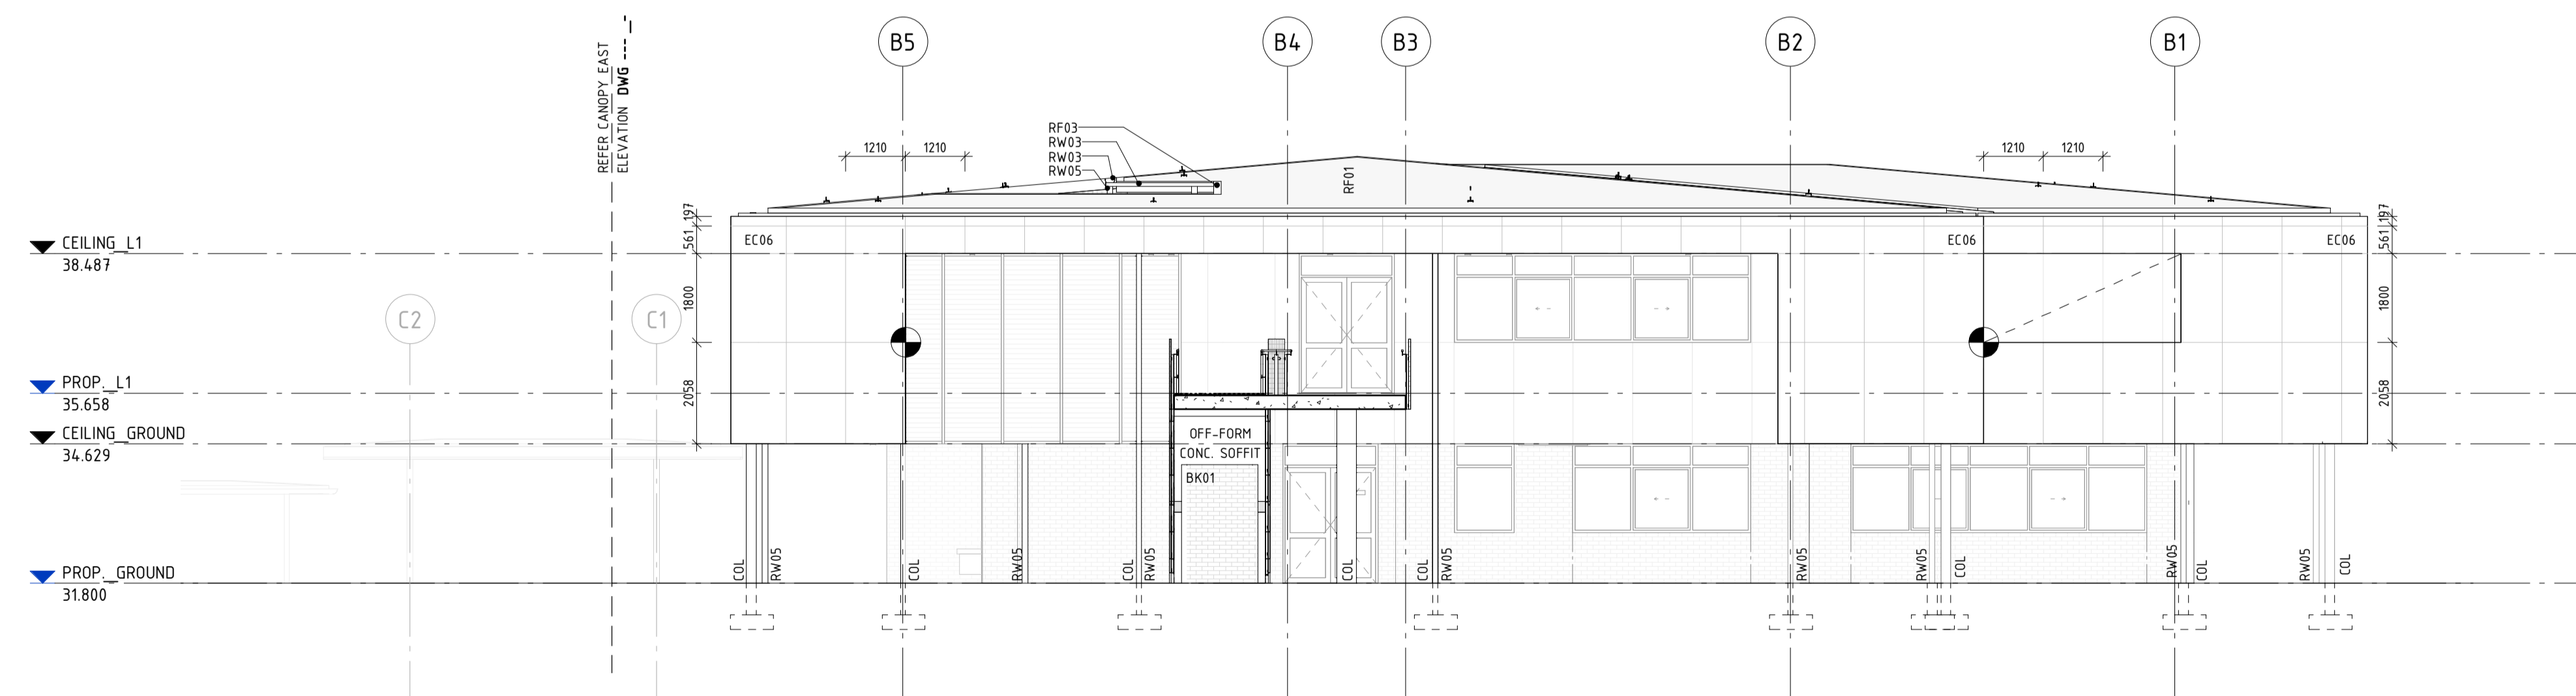 REFER CANOPY EAST
ELEVATION DWG ---- _
B5
B4
B3
B2
B1
C2
C1
1210
1210
1210
1210
RF03
RW03
RW03
RW05
RF01
197
561
1800
2058
197
561
1800
2058
EC06
EC06
EC06
CEILING_L1
38.487
PROP._L1
35.658
CEILING_GROUND
34.629
PROP._GROUND
31.800
OFF-FORM
CONC. SOFFIT
BK01
COL
RW05
COL
RW05
COL
RW05
COL
COL
RW05
RW05
RW05
COL
RW05
COL
RW05
COL